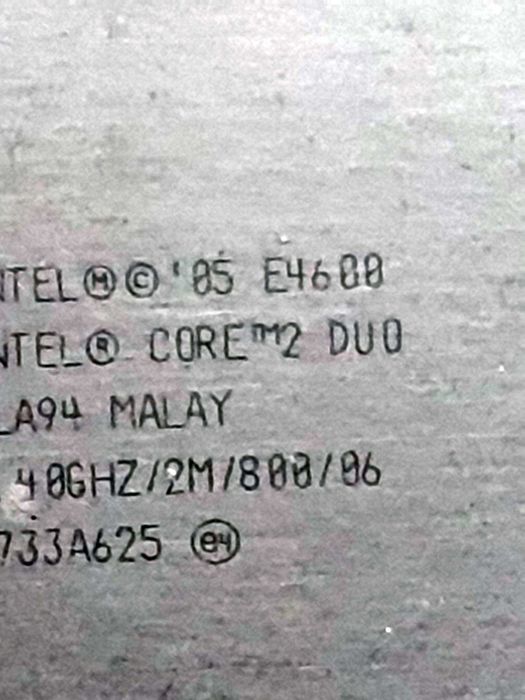 NTEL Ⓜ © '05 E4600
NTEL® CORE™2 DUO
LA94 MALAY
.40GHZ/2M/800/06
733A625 (e4)